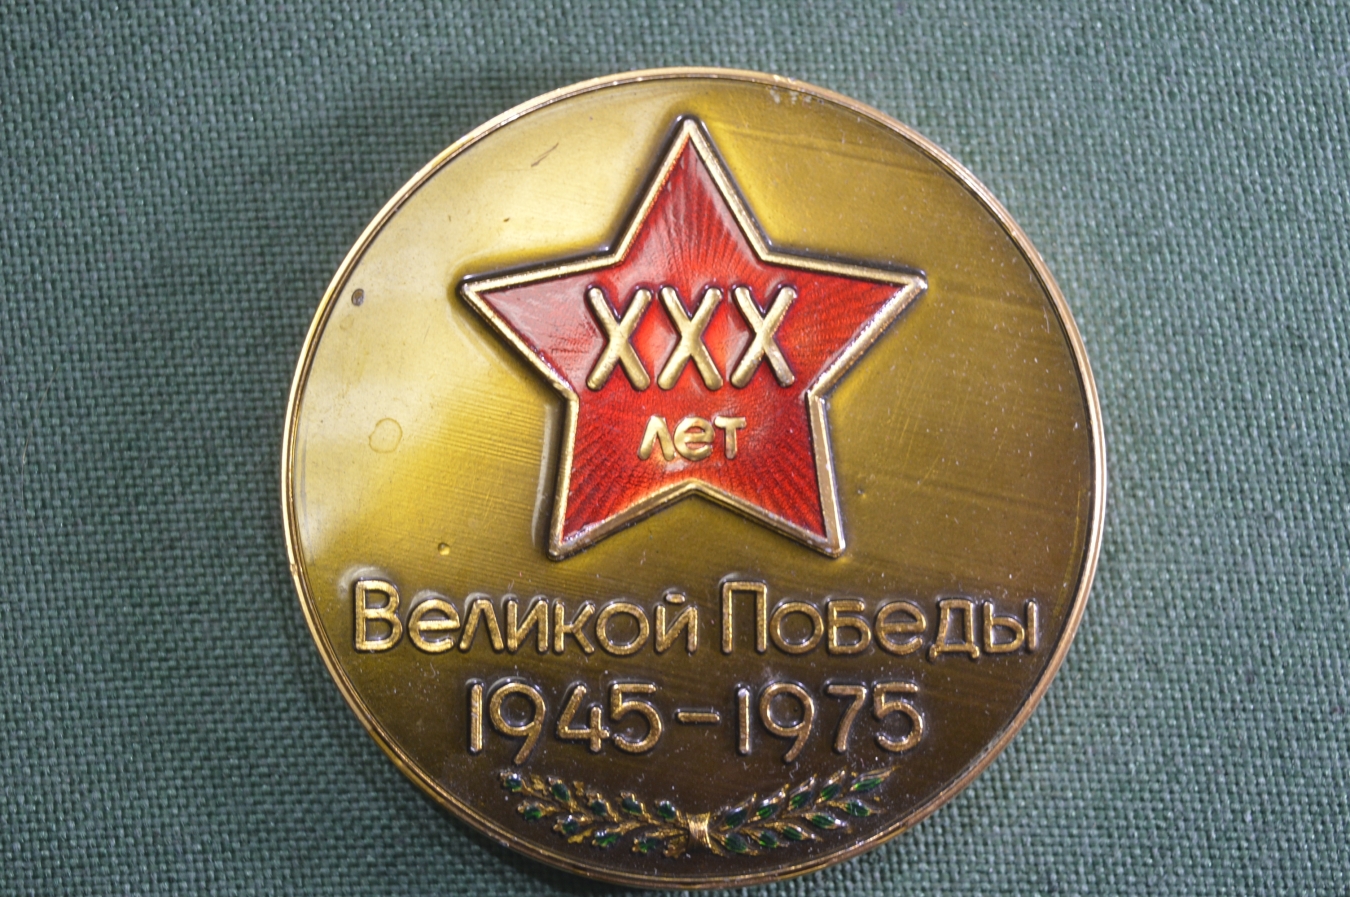 XXX
лет
Великой Победы
1945-1975